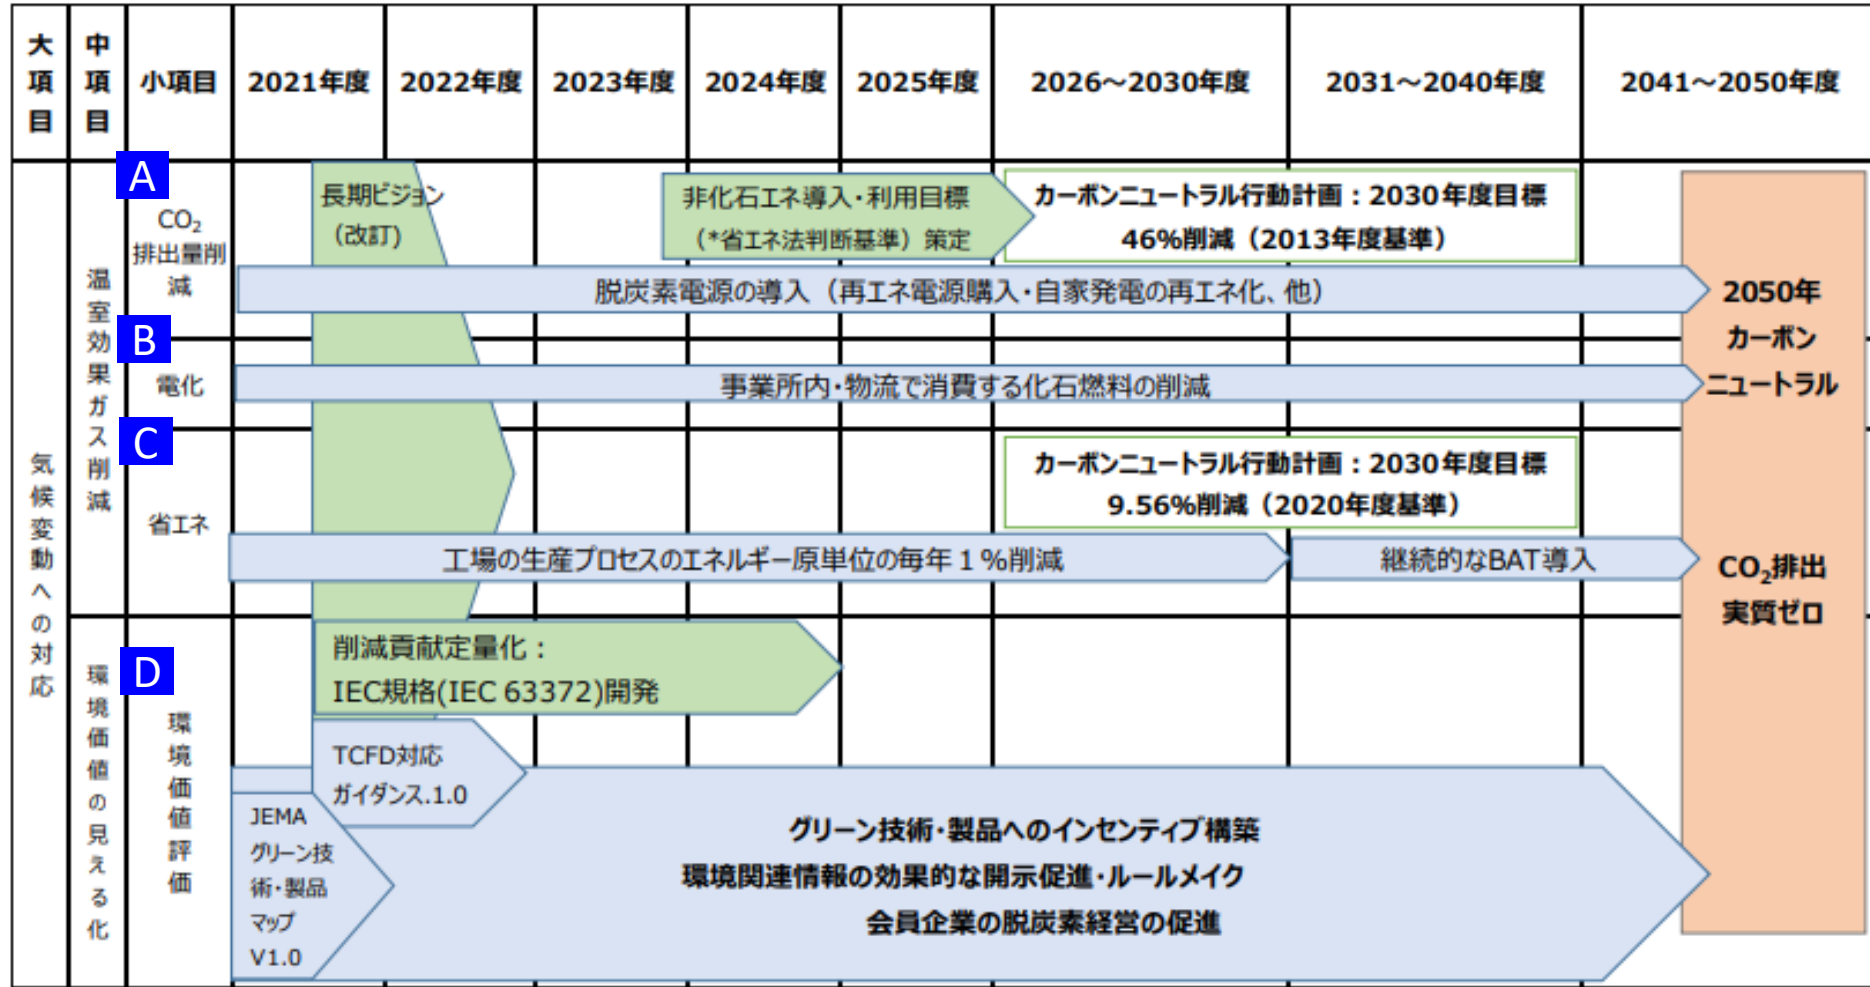 大項目
中項目
小項目
2021年度
2022年度
2023年度
2024年度
2025年度
2026～2030年度
2031～2040年度
2041～2050年度
気候変動への対応
温室効果ガス削減
A
CO₂
排出量削
減
長期ビジョン
（改訂）
非化石エネ導入・利用目標
（*省エネ法判断基準）策定
カーボンニュートラル行動計画：2030年度目標
46%削減（2013年度基準）
脱炭素電源の導入（再エネ電源購入・自家発電の再エネ化、他）
B
電化
事業所内・物流で消費する化石燃料の削減
C
省エネ
カーボンニュートラル行動計画：2030年度目標
9.56%削減（2020年度基準）
工場の生産プロセスのエネルギー原単位の毎年１%削減
継続的なBAT導入
2050年
カーボン
ニュートラル
CO₂排出
実質ゼロ
環境価値の見える化
D
環境価値評価
削減貢献定量化：
IEC規格(IEC 63372)開発
TCFD対応
ガイダンス.1.0
JEMA
グリーン技
術・製品
マップ
V1.0
グリーン技術・製品へのインセンティブ構築
環境関連情報の効果的な開示促進・ルールメイク
会員企業の脱炭素経営の促進